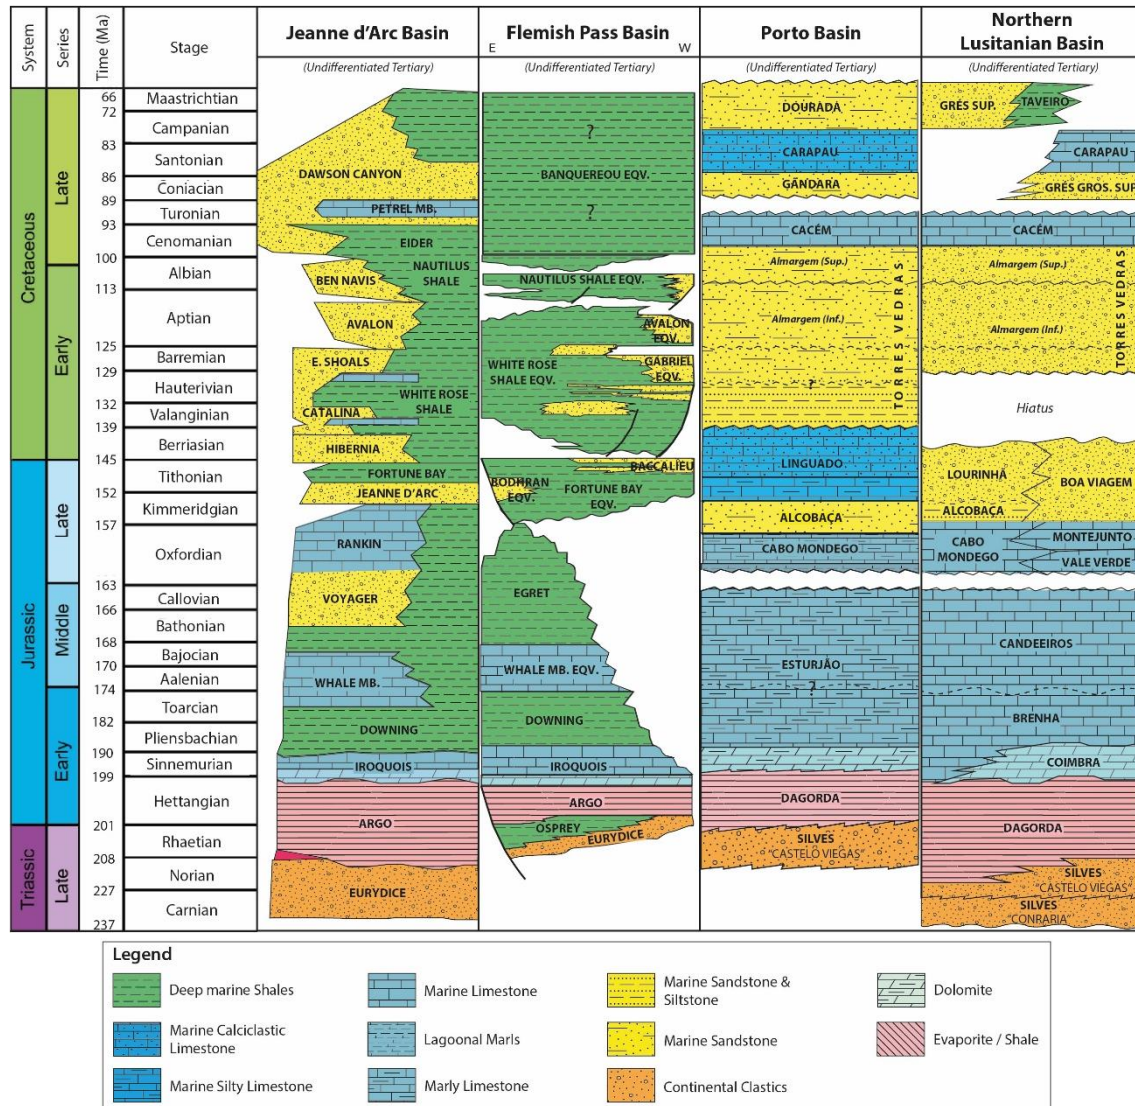 System
Series
Time (Ma)
Stage
Jeanne d'Arc Basin
Flemish Pass Basin
E
W
Porto Basin
Northern
Lusitanian Basin
(Undifferentiated Tertiary)
(Undifferentiated Tertiary)
(Undifferentiated Tertiary)
(Undifferentiated Tertiary)
Cretaceous
Jurassic
Triassic
Late
Early
Late
Middle
Early
Late
66
72
83
86
89
93
100
113
125
129
132
139
145
152
157
163
166
168
170
174
182
190
199
201
208
227
237
Maastrichtian
Campanian
Santonian
Coniacian
Turonian
Cenomanian
Albian
Aptian
Barremian
Hauterivian
Valanginian
Berriasian
Tithonian
Kimmeridgian
Oxfordian
Callovian
Bathonian
Bajocian
Aalenian
Toarcian
Pliensbachian
Sinnemurian
Hettangian
Rhaetian
Norian
Carnian
DAWSON CANYON
PETREL MB.
EIDER
NAUTILUS
SHALE
BEN NAVIS
AVALON
E. SHOALS
WHITE ROSE
SHALE
CATALINA
HIBERNIA
FORTUNE BAY
JEANNE D'ARC
RANKIN
VOYAGER
WHALE MB.
DOWNING
IROQUOIS
ARGO
EURYDICE
?
BANQUEREOU EQV.
?
NAUTILUS SHALE EQV.
AVALON
EQV.
WHITE ROSE
SHALE EQV.
GABRIEL
EQV.
BACCALIEU
BODHRAN
EQV.
FORTUNE BAY
EQV.
EGRET
WHALE MB. EQV.
DOWNING
IROQUOIS
ARGO
OSPREY
EURYDICE
DOURADA
CARAPAU
GÂNDARA
CACÉM
Almargem (Sup.)
Almargem (Inf.)
TORRES VEDRAS
?
LINGUADO
ALCOBAÇA
CABO MONDEGO
ESTURJÃO
?
DAGORDA
SILVES
"CASTELO VIEGAS"
GRÉS SUP.
TAVEIRO
CARAPAU
GRÉS GROS. SUP.
CACÉM
Almargem (Sup.)
Almargem (Inf.)
TORRES VEDRAS
Hiatus
LOURINHÃ
BOA VIAGEM
ALCOBAÇA
CABO
MONDEGO
MONTEJUNTO
VALE VERDE
CANDEEIROS
BRENHA
COIMBRA
DAGORDA
SILVES
"CASTELO VIEGAS"
SILVES
"CONRARIA"
Legend
Deep marine Shales
Marine Calciclastic
Limestone
Marine Silty Limestone
Marine Limestone
Lagoonal Marls
Marly Limestone
Marine Sandstone &
Siltstone
Marine Sandstone
Continental Clastics
Dolomite
Evaporite / Shale